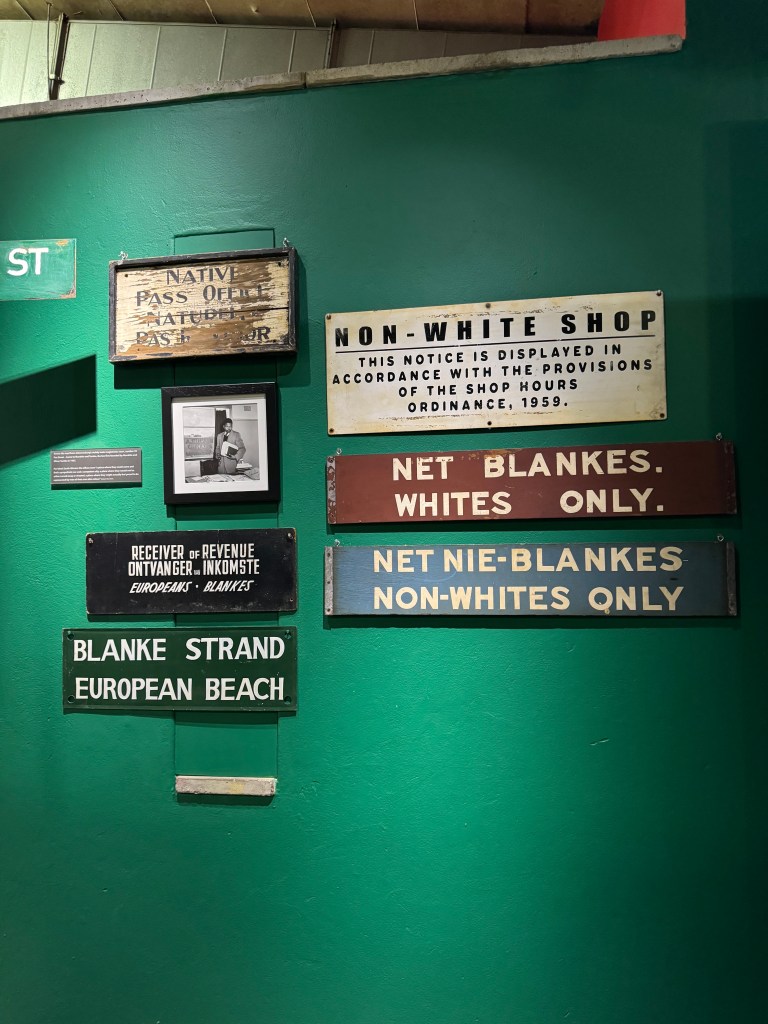 ST
NATIVE
PASS OFFICE
NATURELLE
NON-WHITE SHOP
THIS NOTICE IS DISPLAYED IN
ACCORDANCE WITH THE PROVISIONS
OF THE SHOP HOURS
ORDINANCE, 1959.
NET BLANKES.
WHITES ONLY.
RECEIVER OF REVENUE
ONTVANGER VAN INKOMSTE
EUROPEANS · BLANKES
NET NIE-BLANKES
NON-WHITES ONLY
BLANKE STRAND
EUROPEAN BEACH